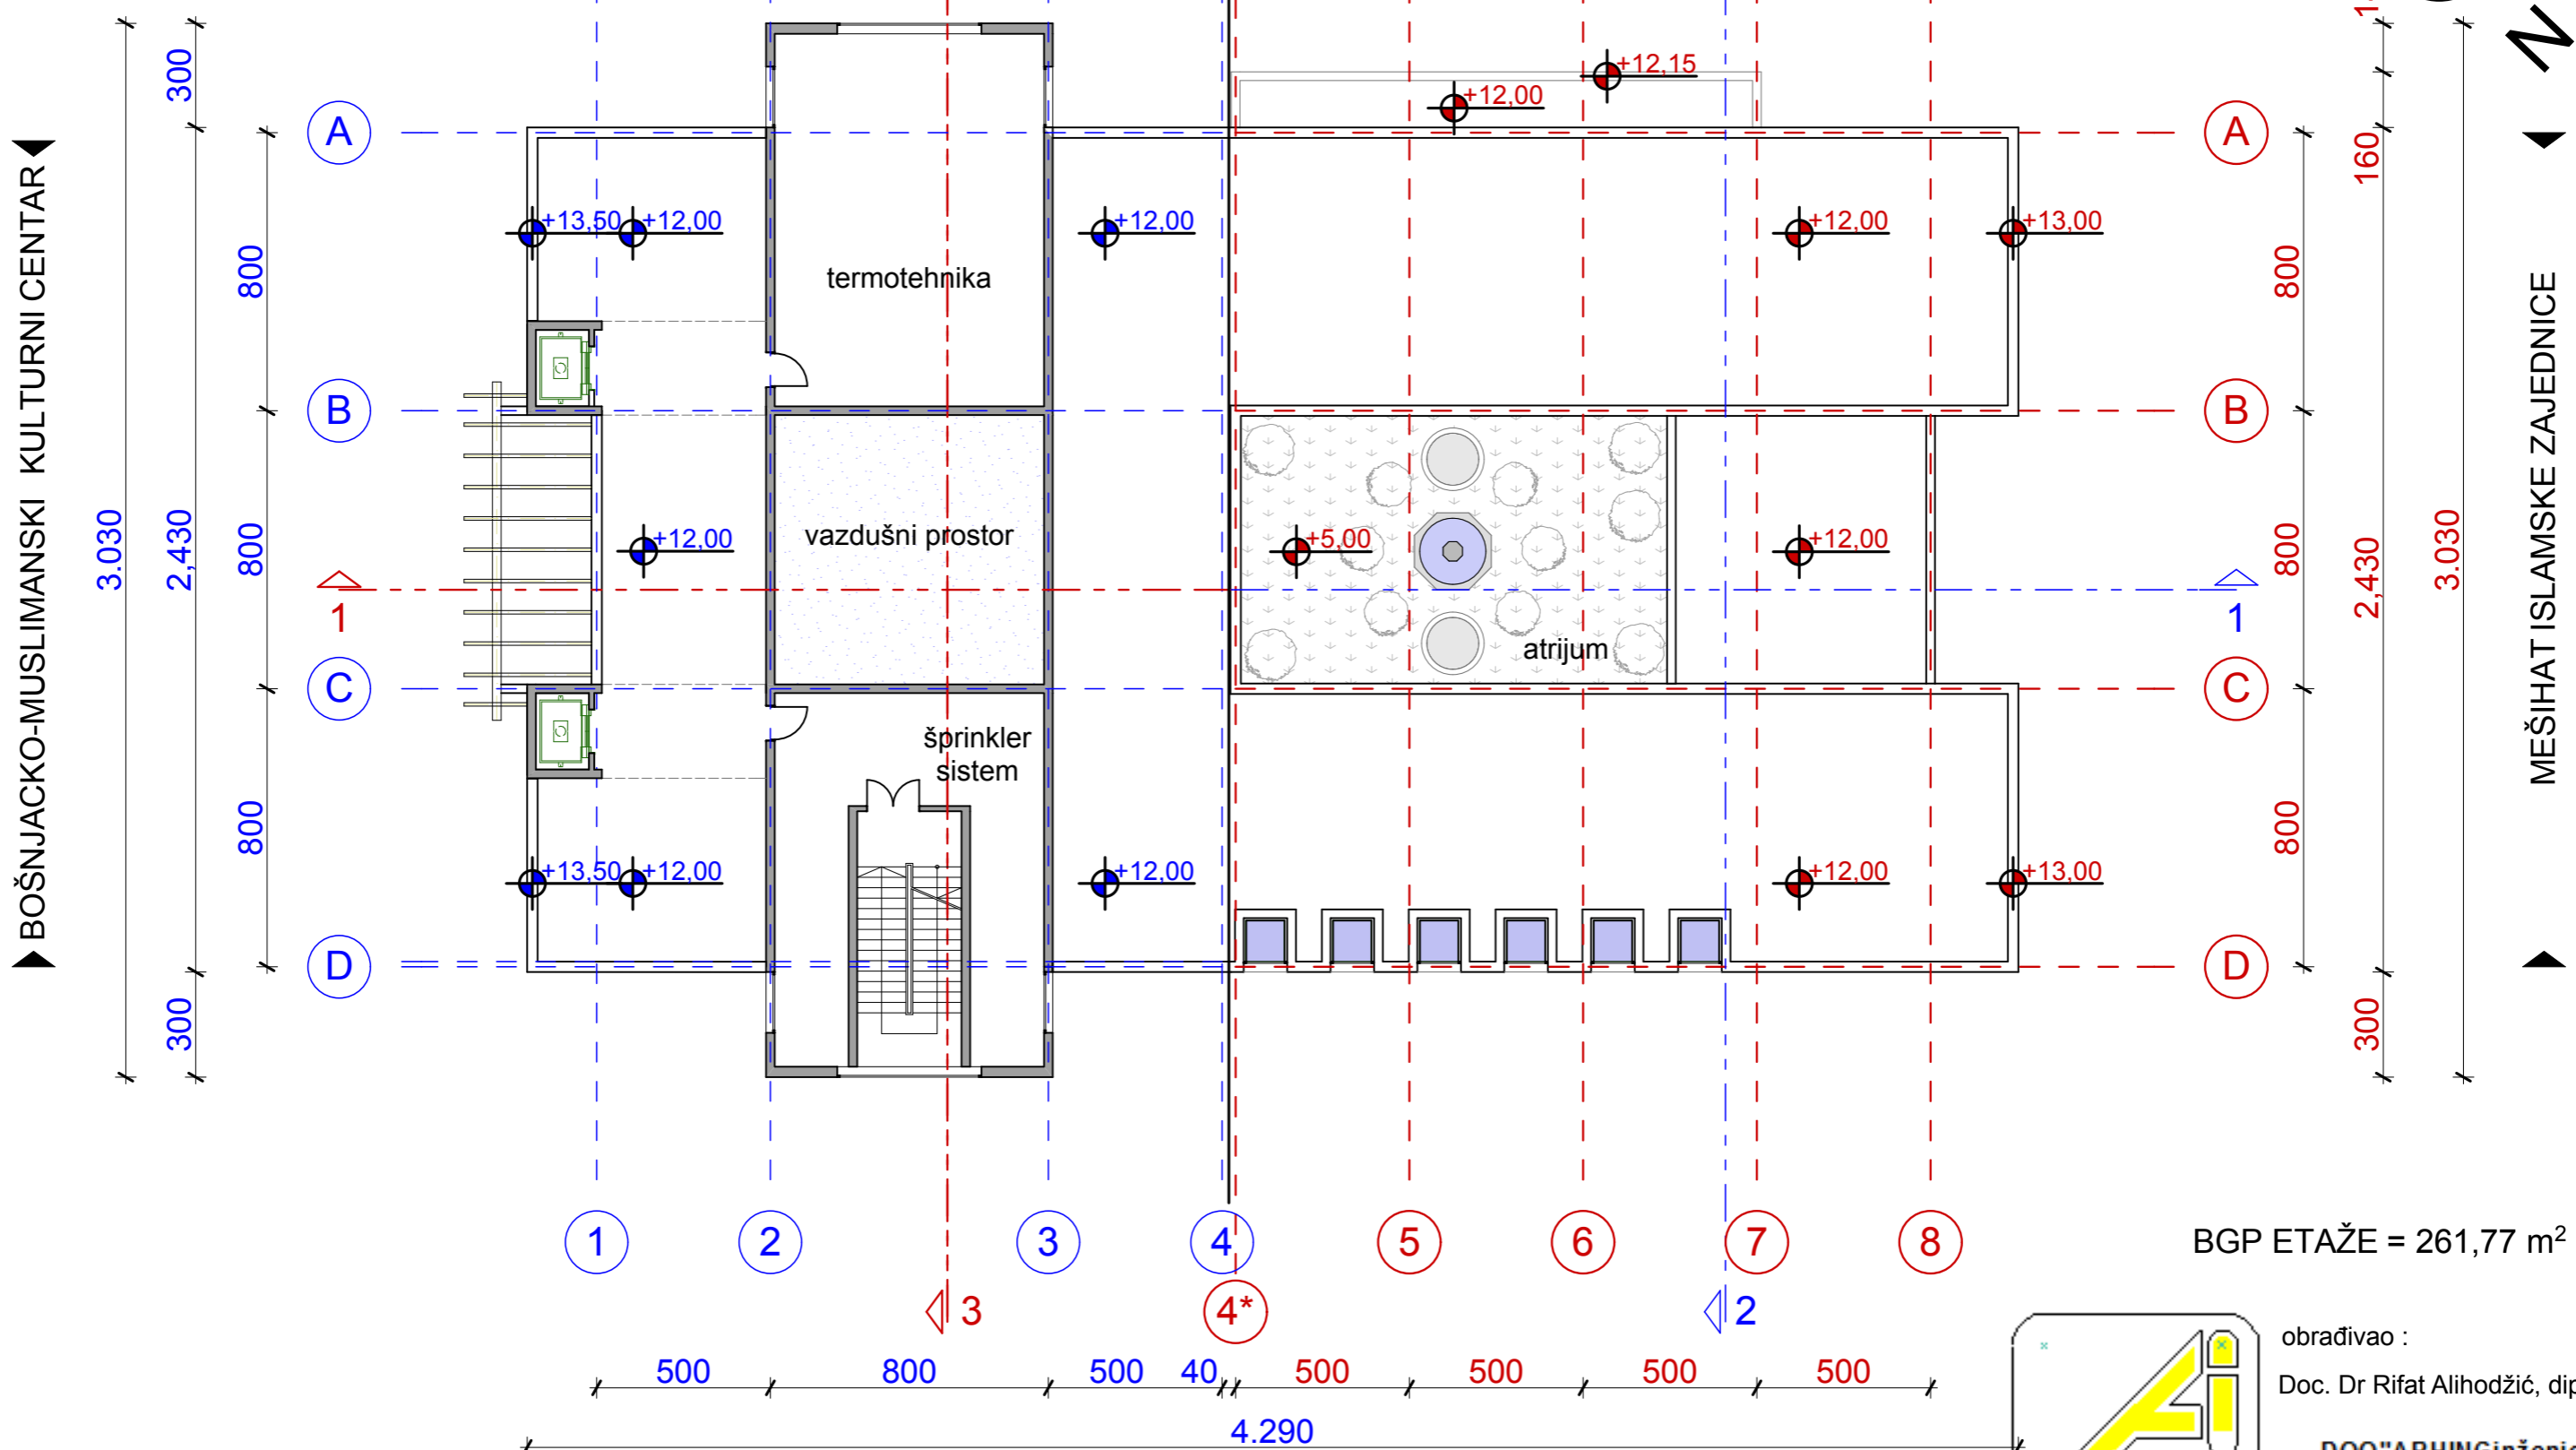 N
300
+12,15
+12,00
A
A
160
+13,50
+12,00
+12,00
+12,00
+13,00
termotehnika
800
800
B
B
BOŠNJACKO-MUSLIMANSKI KULTURNI CENTAR
MEŠIHAT ISLAMSKE ZAJEDNICE
3.030
2,430
800
+12,00
vazdušni prostor
+5,00
+12,00
800
2,430
3.030
1
1
atrijum
C
C
šprinkler
sistem
800
800
+13,50
+12,00
+12,00
+12,00
+13,00
D
D
300
300
1
2
3
4
5
6
7
8
BGP ETAŽE = 261,77 m²
3
4*
2
obrađivao :
500
800
500
40
500
500
500
500
Doc. Dr Rifat Alihodžić,
4.290